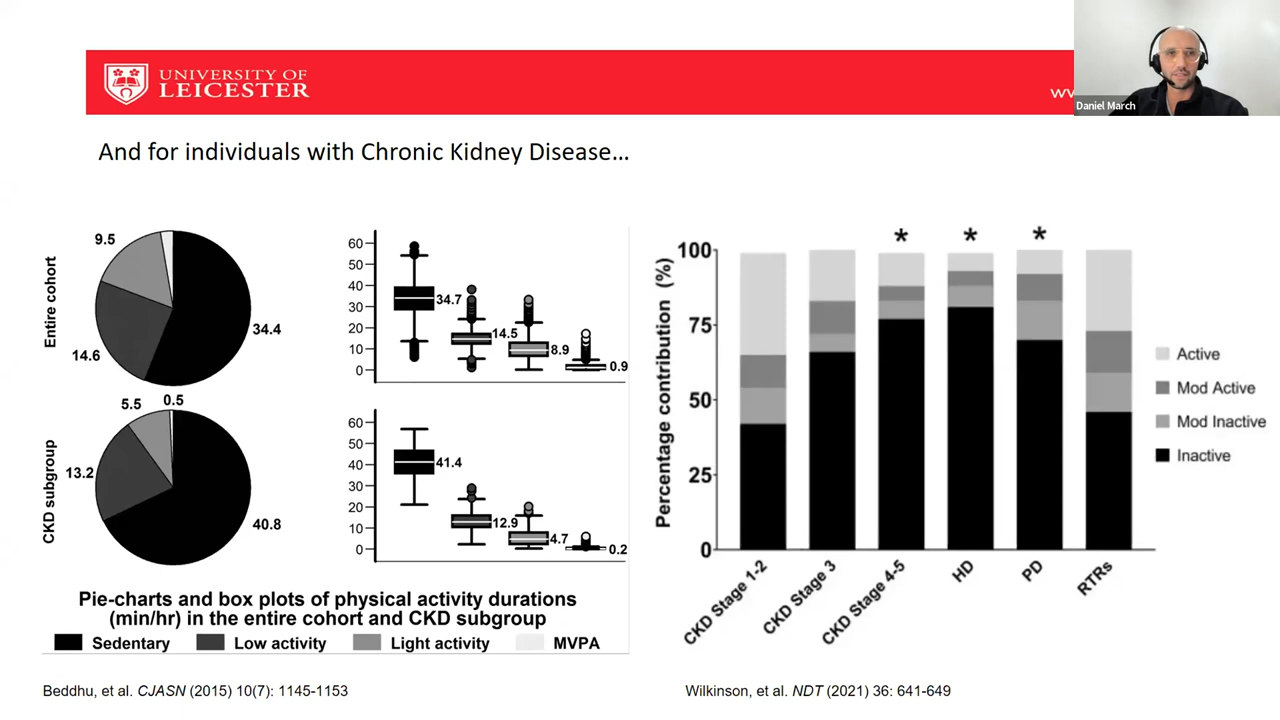 UNIVERSITY OF
LEICESTER
Daniel March
And for individuals with Chronic Kidney Disease...
Entire cohort
9.5
34.4
14.6
60
50
40
30
20
10
0
34.7
14.5
8.9
0.9
CKD subgroup
5.5
0.5
13.2
40.8
60
50
40
30
20
10
0
41.4
12.9
4.7
0.2
Pie-charts and box plots of physical activity durations
(min/hr) in the entire cohort and CKD subgroup
Sedentary
Low activity
Light activity
MVPA
Beddhu, et al. CJASN (2015) 10(7): 1145-1153
Percentage contribution (%)
100
75
50
25
0
* * *
CKD Stage 1-2
CKD Stage 3
CKD Stage 4-5
HD
PD
RTRs
Active
Mod Active
Mod Inactive
Inactive
Wilkinson, et al. NDT (2021) 36: 641-649